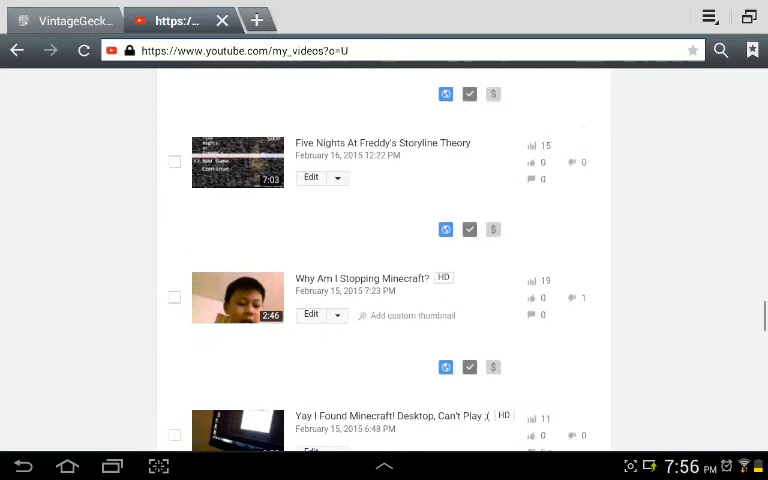 VintageGeck...
https:/...
https://www.youtube.com/my_videos?o=U
$
Five Nights At Freddy's Storyline Theory
February 16, 2015 12:22 PM
7:03
Edit
15
0 0
0
$
Why Am I Stopping Minecraft? HD
February 15, 2015 7:23 PM
2:46
Edit
Add custom thumbnail
19
0 1
0
$
Yay I Found Minecraft! Desktop, Can't Play ;( HD
February 15, 2015 6:48 PM
11
0 0
7:56 PM